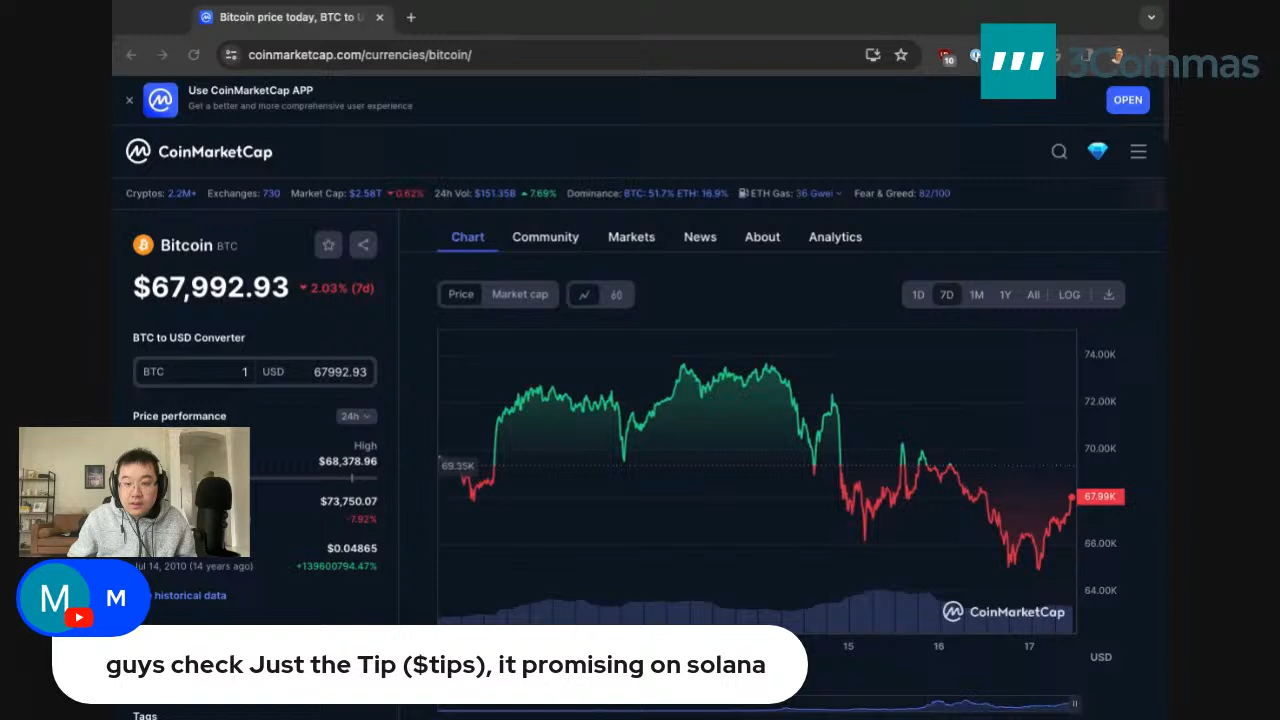 Bitcoin price today, BTC to U
coinmarketcap.com/currencies/bitcoin/
10
3Commas
Use CoinMarketCap APP
Get a better and more comprehensive user experience
OPEN
CoinMarketCap
Cryptos: 2.2M+ Exchanges: 730 Market Cap: $2.58T 0.62% 24h Vol: $151.35B 7.69% Dominance: BTC: 51.7% ETH: 16.9% ETH Gas: 36 Gwei Fear & Greed: 82/100
Bitcoin BTC
$67,992.93 2.03% (7d)
BTC to USD Converter
BTC 1 USD 67992.93
Price performance 24h
High
$68,378.96
$73,750.07
-7.92%
$0.04865
Jul 14, 2010 (14 years ago) +139600794.47%
historical data
Tags
Chart Community Markets News About Analytics
Price Market cap
1D 7D 1M 1Y All LOG
74.00K
72.00K
70.00K
69.35K
67.99K
66.00K
64.00K
CoinMarketCap
15 16 17
USD
M M
guys check Just the Tip ($tips), it promising on solana